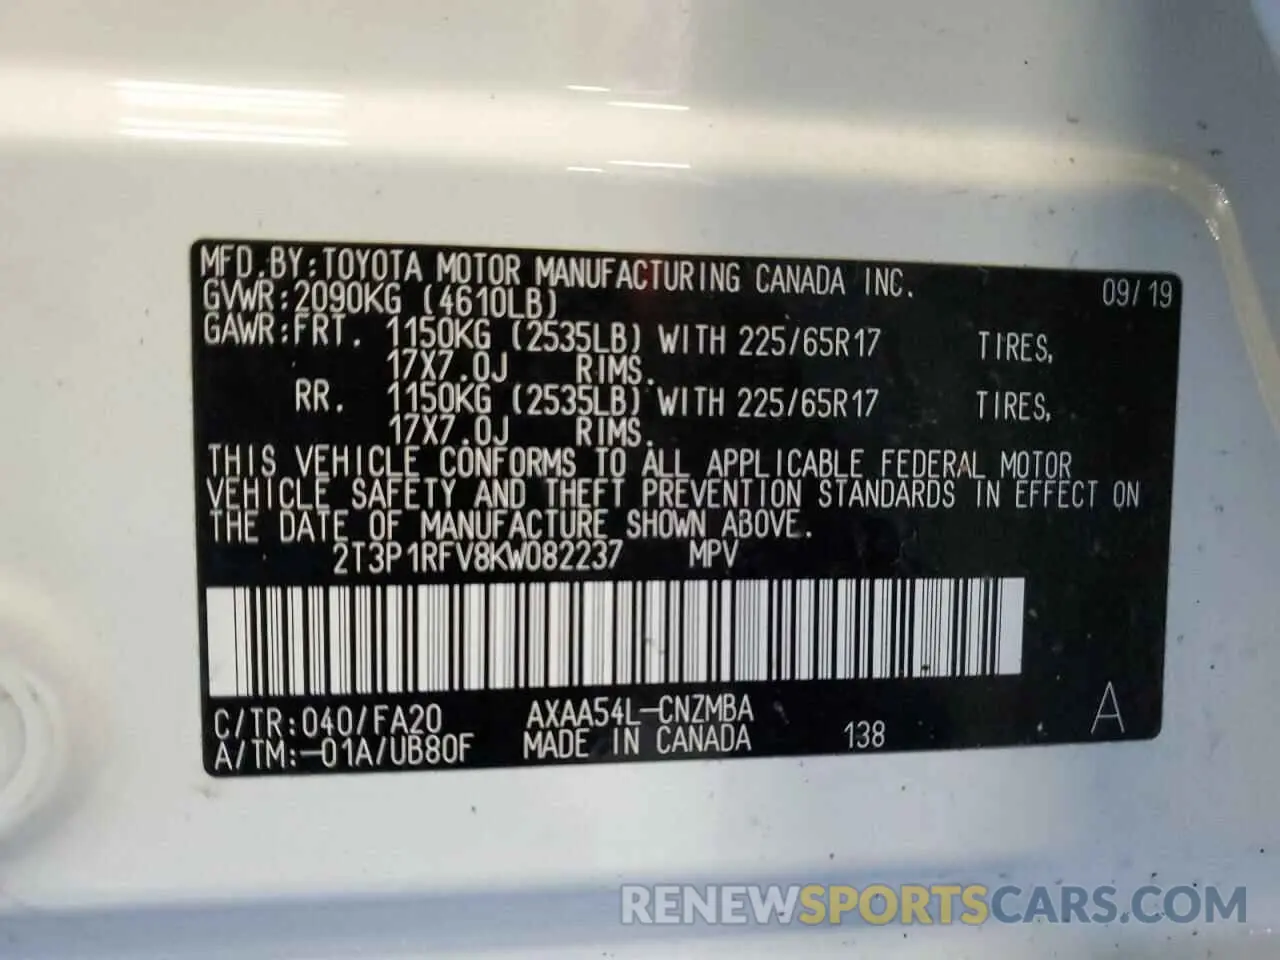 MFD.BY:TOYOTA MOTOR MANUFACTURING CANADA INC. 09/19
GVWR:2090KG (4610LB)
GAWR:FRT. 1150KG (2535LB) WITH 225/65R17 TIRES,
17X7.0J RIMS.
RR. 1150KG (2535LB) WITH 225/65R17 TIRES,
17X7.0J RIMS.
THIS VEHICLE CONFORMS TO ALL APPLICABLE FEDERAL MOTOR
VEHICLE SAFETY AND THEFT PREVENTION STANDARDS IN EFFECT ON
THE DATE OF MANUFACTURE SHOWN ABOVE.
2T3P1RFV8KW082237 MPV
C/TR:040/FA20 AXAA54L-CNZMBA
A/TM:-01A/UB80F MADE IN CANADA 138 A
RENEWSPORTSCARS.COM